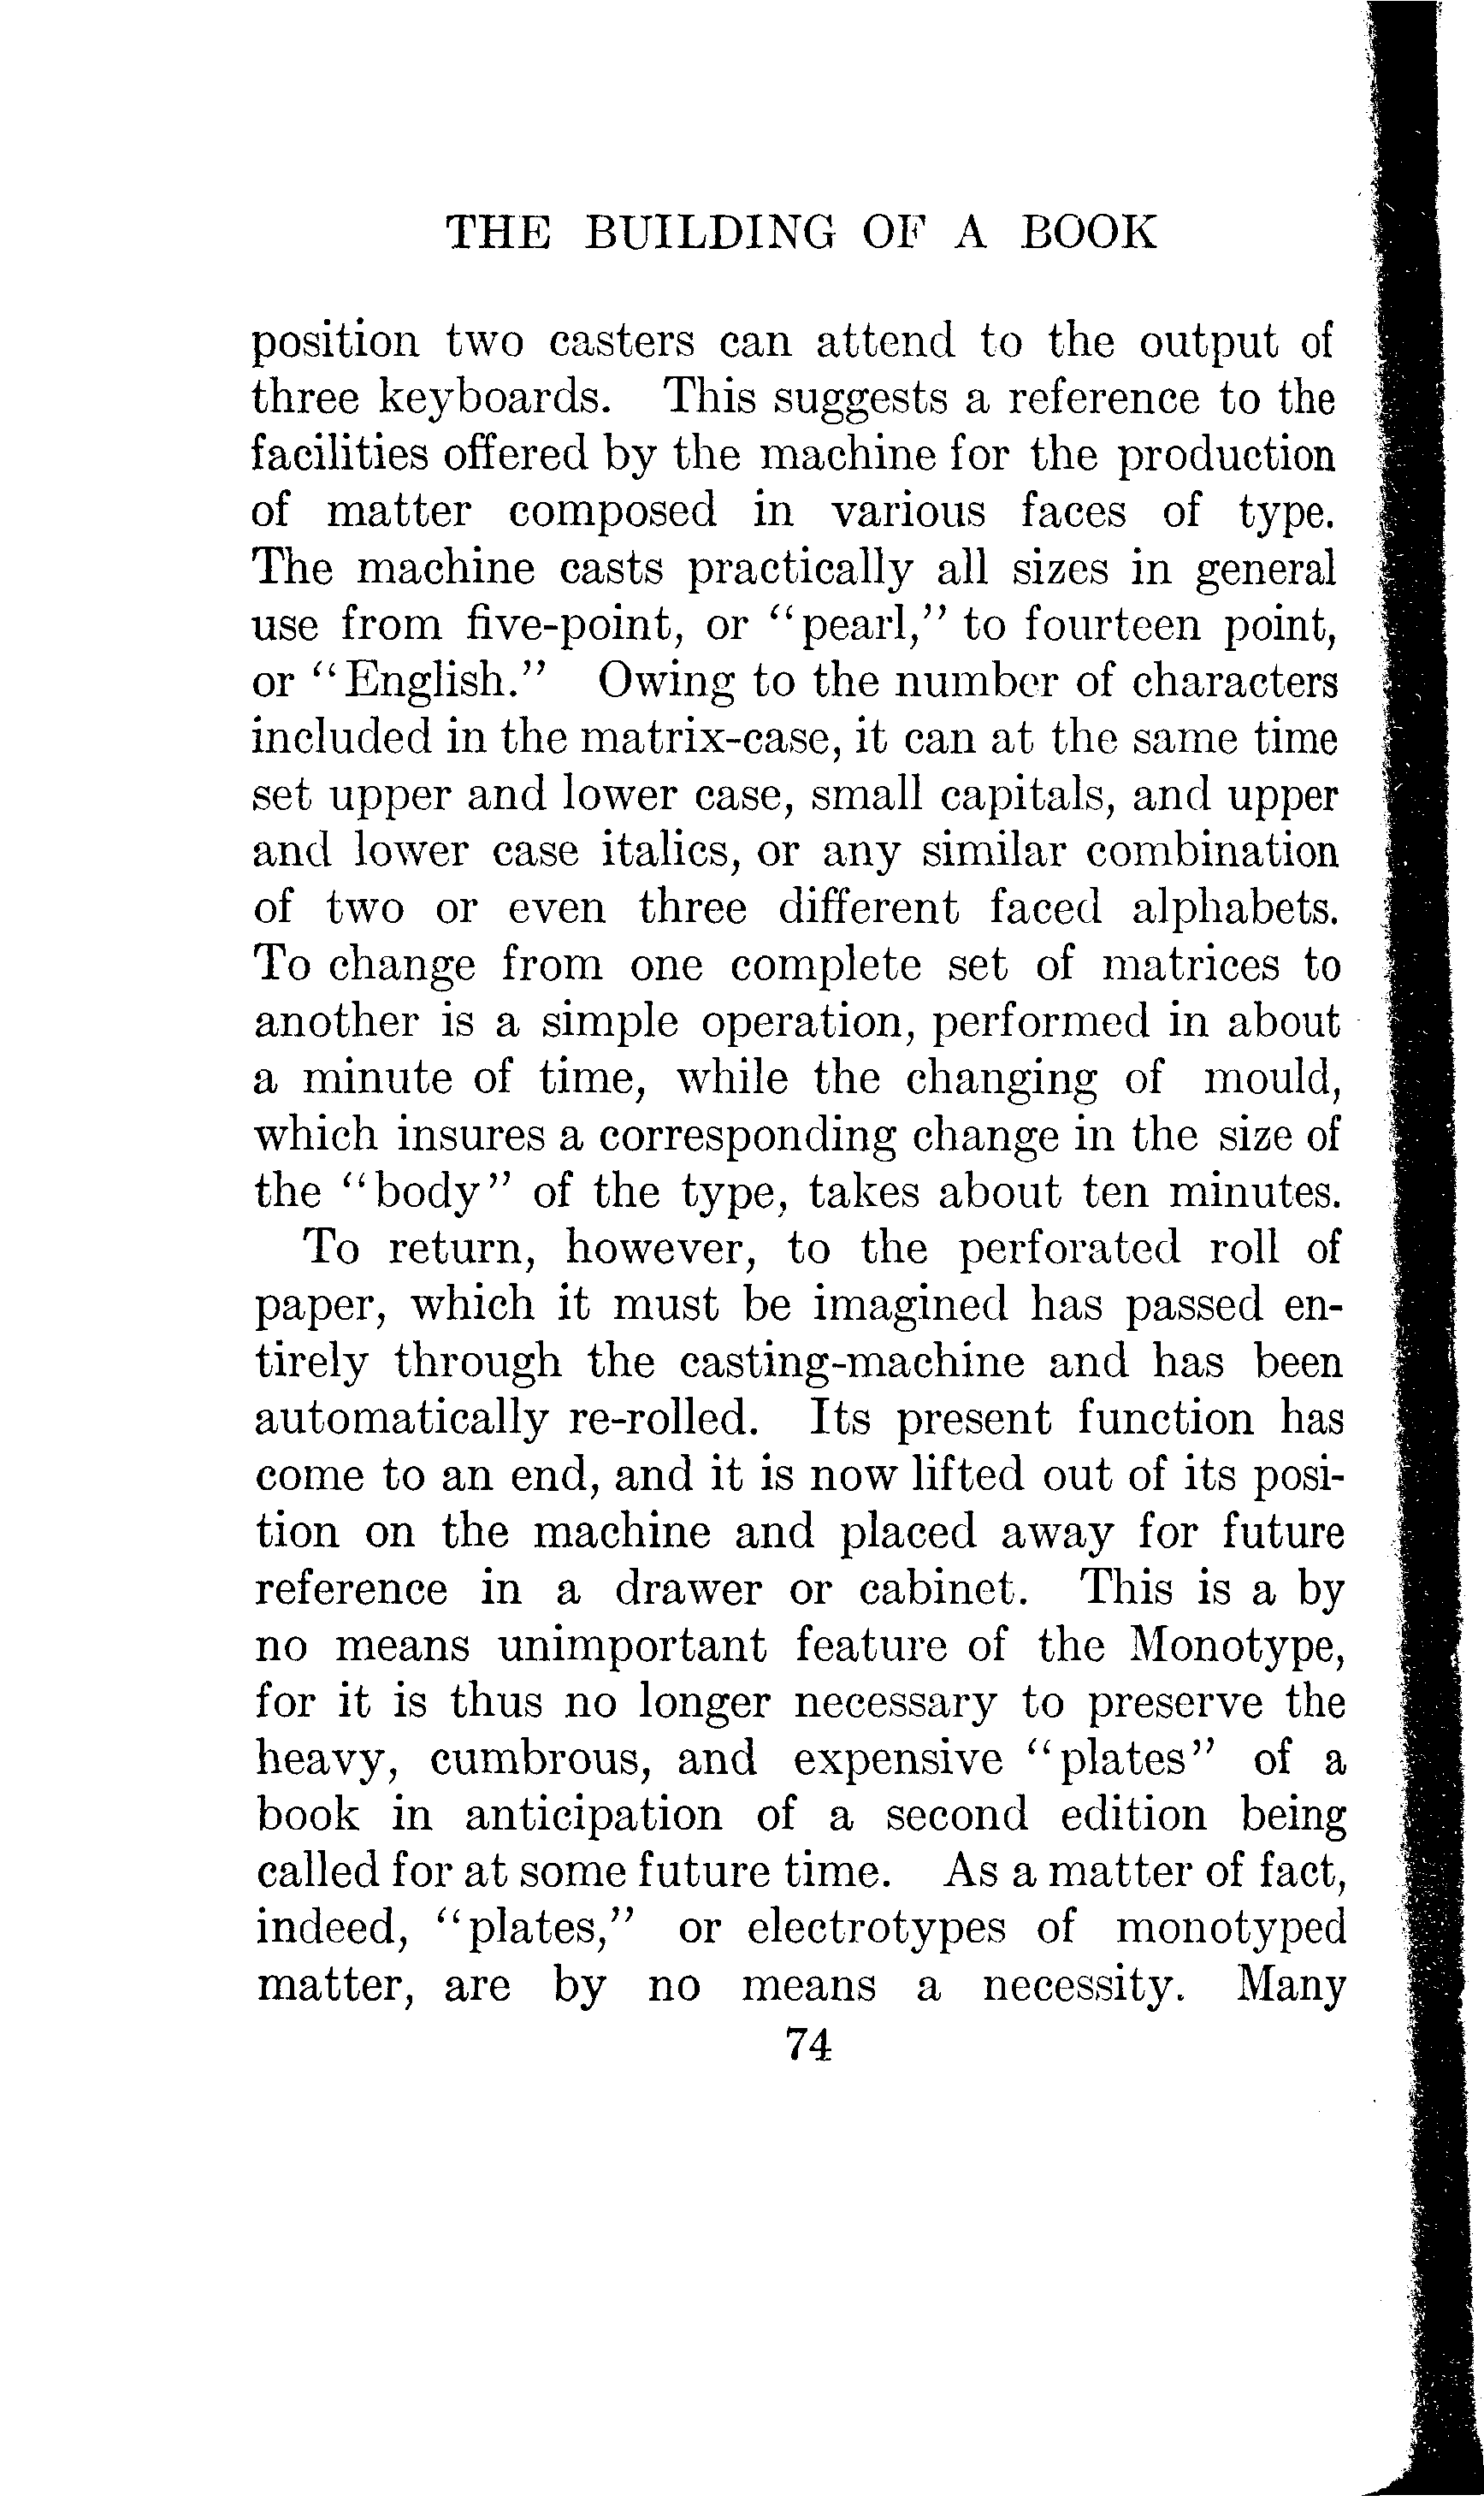 THE BUILDING OF A BOOK
position two casters can attend to the output of
three keyboards. This suggests a reference to the
facilities offered by the machine for the production
of matter composed in various faces of type.
The machine casts practically all sizes in general
use from five-point, or "pearl," to fourteen point,
or "English." Owing to the number of characters
included in the matrix-case, it can at the same time
set upper and lower case, small capitals, and upper
and lower case italics, or any similar combination
of two or even three different faced alphabets.
To change from one complete set of matrices to
another is a simple operation, performed in about
a minute of time, while the changing of mould,
which insures a corresponding change in the size of
the "body" of the type, takes about ten minutes.
To return, however, to the perforated roll of
paper, which it must be imagined has passed en-
tirely through the casting-machine and has been
automatically re-rolled. Its present function has
come to an end, and it is now lifted out of its posi-
tion on the machine and placed away for future
reference in a drawer or cabinet. This is a by
no means unimportant feature of the Monotype,
for it is thus no longer necessary to preserve the
heavy, cumbrous, and expensive "plates" of a
book in anticipation of a second edition being
called for at some future time. As a matter of fact,
indeed, "plates," or electrotypes of monotyped
matter, are by no means a necessity. Many
74